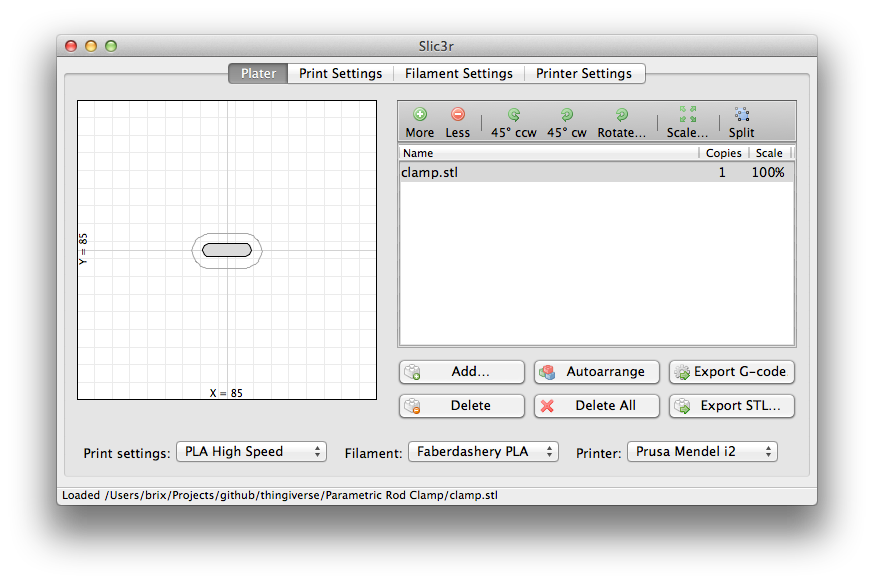 Slic3r
Plater Print Settings Filament Settings Printer Settings
More Less 45° ccw 45° cw Rotate... Scale... Split
Name Copies Scale
clamp.stl 1 100%
Y = 85
X = 85
Add... Autoarrange Export G-code
Delete Delete All Export STL...
Print settings: PLA High Speed Filament: Faberdashery PLA Printer: Prusa Mendel i2
Loaded /Users/brix/Projects/github/thingiverse/Parametric Rod Clamp/clamp.stl